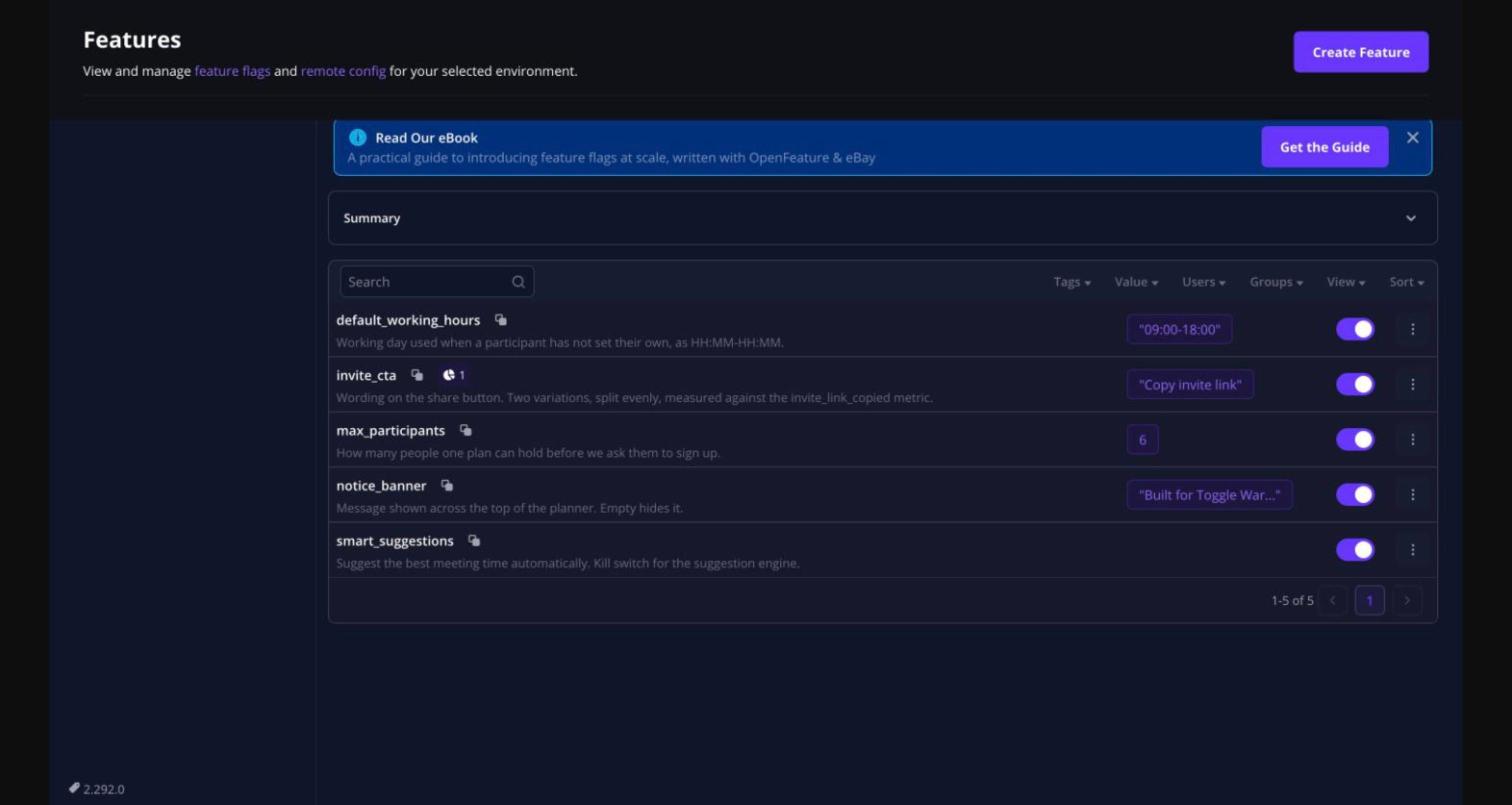 Features
Create Feature
View and manage feature flags and remote config for your selected environment.
Read Our eBook
A practical guide to introducing feature flags at scale, written with OpenFeature & eBay
Get the Guide
Summary
Search
Tags Value Users Groups View Sort
default_working_hours
"09:00-18:00"
Working day used when a participant has not set their own, as HH:MM-HH:MM.
invite_cta 1
"Copy invite link"
Wording on the share button. Two variations, split evenly, measured against the invite_link_copied metric.
max_participants
6
How many people one plan can hold before we ask them to sign up.
notice_banner
"Built for Toggle War..."
Message shown across the top of the planner. Empty hides it.
smart_suggestions
Suggest the best meeting time automatically. Kill switch for the suggestion engine.
1-5 of 5 1
2.292.0